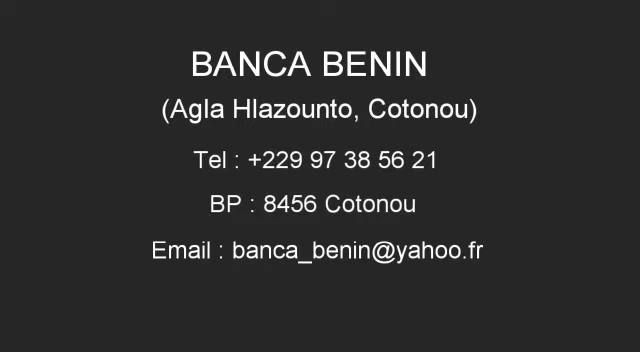 BANCA BENIN
(Agla Hlazounto, Cotonou)
Tel : +229 97 38 56 21
BP : 8456 Cotonou
Email : banca_benin@yahoo.fr